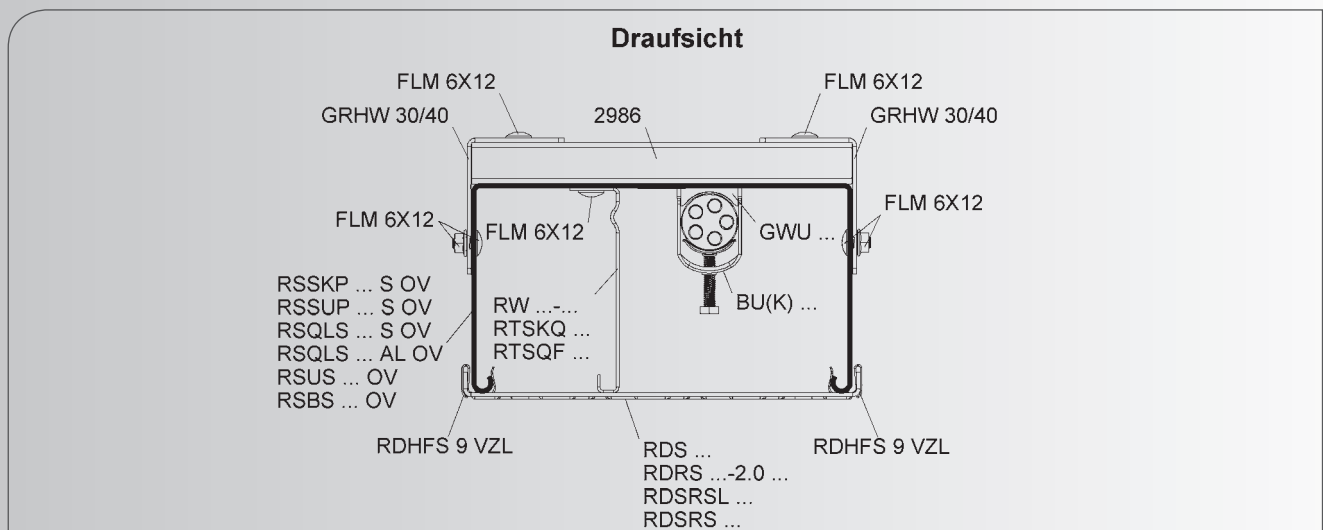 Draufsicht
FLM 6X12
FLM 6X12
GRHW 30/40
2986
GRHW 30/40
FLM 6X12
FLM 6X12
GWU ...
FLM 6X12
RSSKP ... S OV
RSSUP ... S OV
RSQLS ... S OV
RSQLS ... AL OV
RSUS ... OV
RSBS ... OV
RW ...-...
RTSKQ ...
RTSQF ...
BU(K) ...
RDHFS 9 VZL
RDS ...
RDRS ...-2.0 ...
RDSRSL ...
RDSRS ...
RDHFS 9 VZL